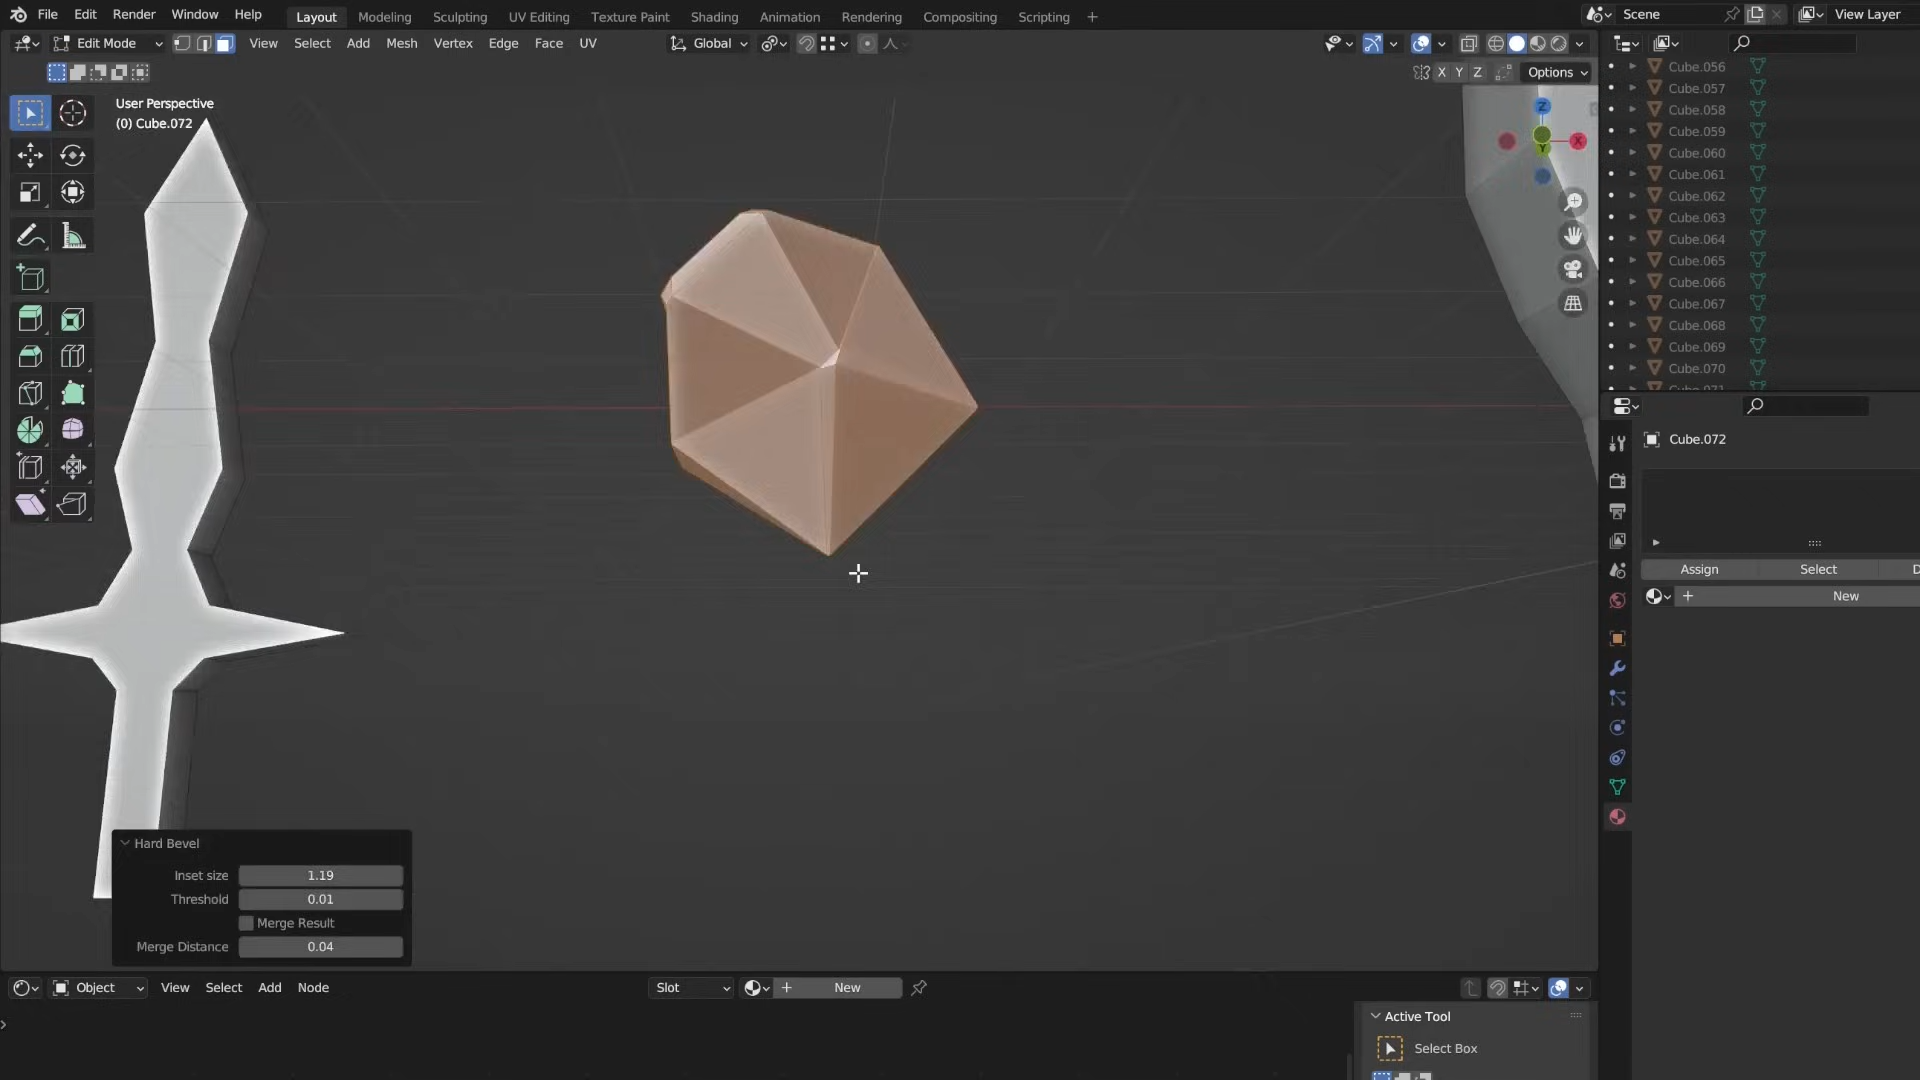 File Edit Render Window Help Layout Modeling Sculpting UV Editing Texture Paint Shading Animation Rendering Compositing Scripting + Scene View Layer
Edit Mode View Select Add Mesh Vertex Edge Face UV Global
X Y Z Options
User Perspective
(0) Cube.072
Z
X
Y
Cube.056
Cube.057
Cube.058
Cube.059
Cube.060
Cube.061
Cube.062
Cube.063
Cube.064
Cube.065
Cube.066
Cube.067
Cube.068
Cube.069
Cube.070
Cube.071
Cube.072
Assign Select D
+ New
Hard Bevel
Inset size 1.19
Threshold 0.01
Merge Result
Merge Distance 0.04
Object View Select Add Node Slot + New
Active Tool
Select Box